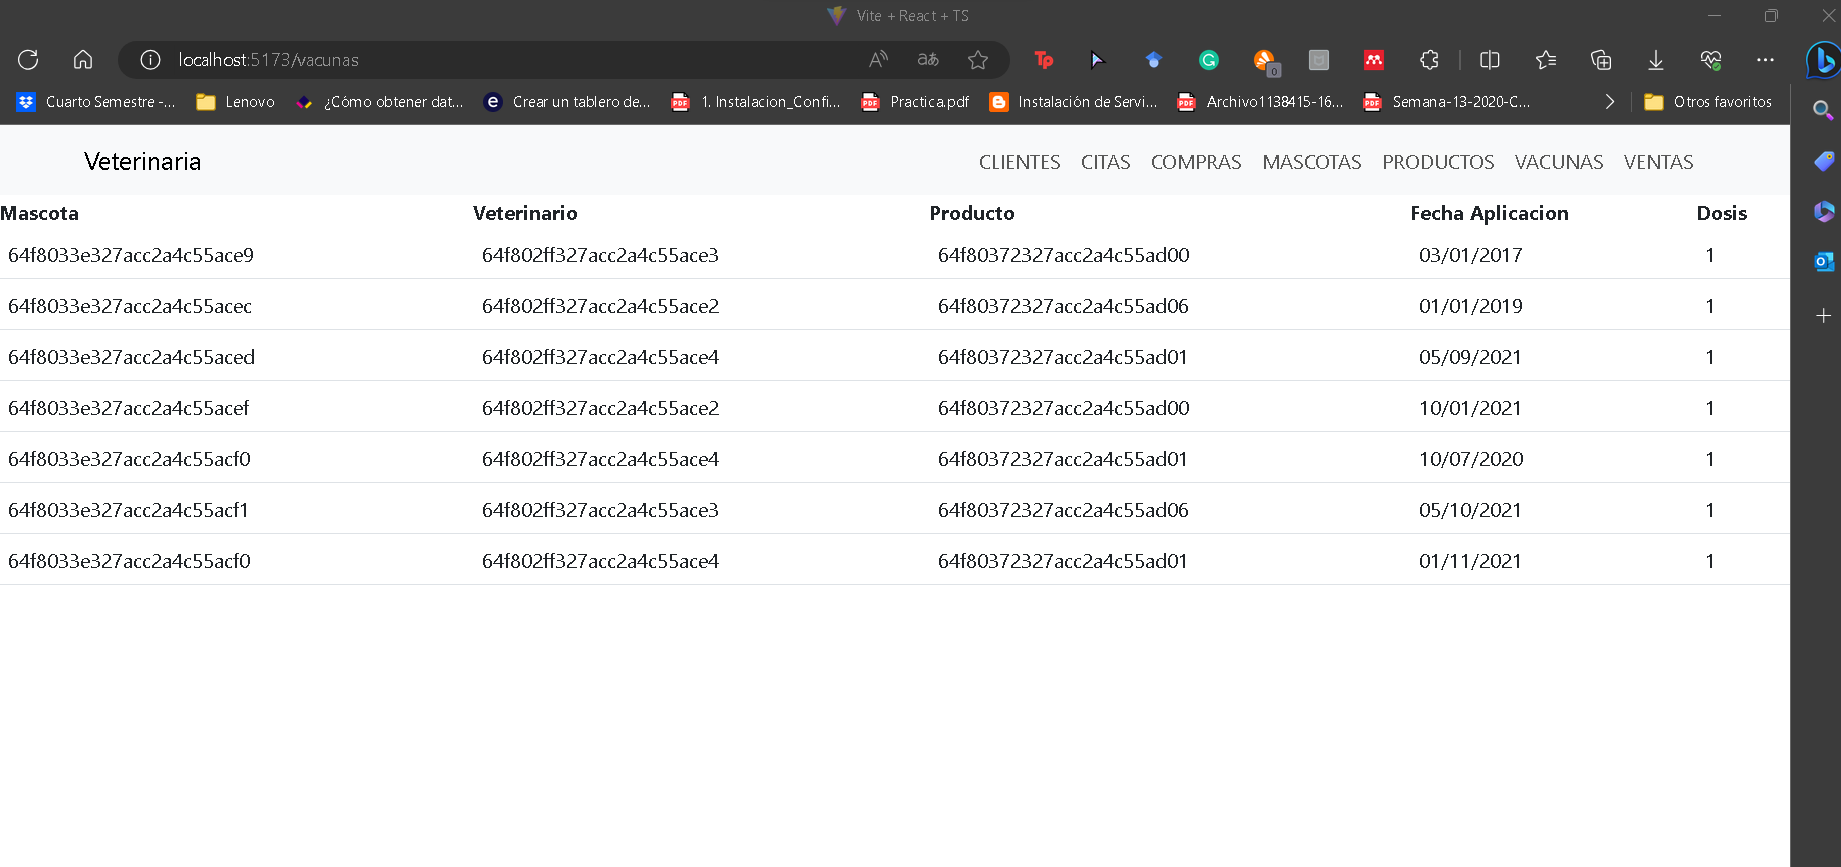 Vite + React + TS
localhost:5173/vacunas
Cuarto Semestre -... Lenovo ¿Cómo obtener dat... Crear un tablero de... 1. Instalacion_Confi... Practica.pdf Instalación de Servi... Archivo1138415-16... Semana-13-2020-C... Otros favoritos
Veterinaria CLIENTES CITAS COMPRAS MASCOTAS PRODUCTOS VACUNAS VENTAS
Mascota Veterinario Producto Fecha Aplicacion Dosis
64f8033e327acc2a4c55ace9 64f802ff327acc2a4c55ace3 64f80372327acc2a4c55ad00 03/01/2017 1
64f8033e327acc2a4c55acec 64f802ff327acc2a4c55ace2 64f80372327acc2a4c55ad06 01/01/2019 1
64f8033e327acc2a4c55aced 64f802ff327acc2a4c55ace4 64f80372327acc2a4c55ad01 05/09/2021 1
64f8033e327acc2a4c55acef 64f802ff327acc2a4c55ace2 64f80372327acc2a4c55ad00 10/01/2021 1
64f8033e327acc2a4c55acf0 64f802ff327acc2a4c55ace4 64f80372327acc2a4c55ad01 10/07/2020 1
64f8033e327acc2a4c55acf1 64f802ff327acc2a4c55ace3 64f80372327acc2a4c55ad06 05/10/2021 1
64f8033e327acc2a4c55acf0 64f802ff327acc2a4c55ace4 64f80372327acc2a4c55ad01 01/11/2021 1